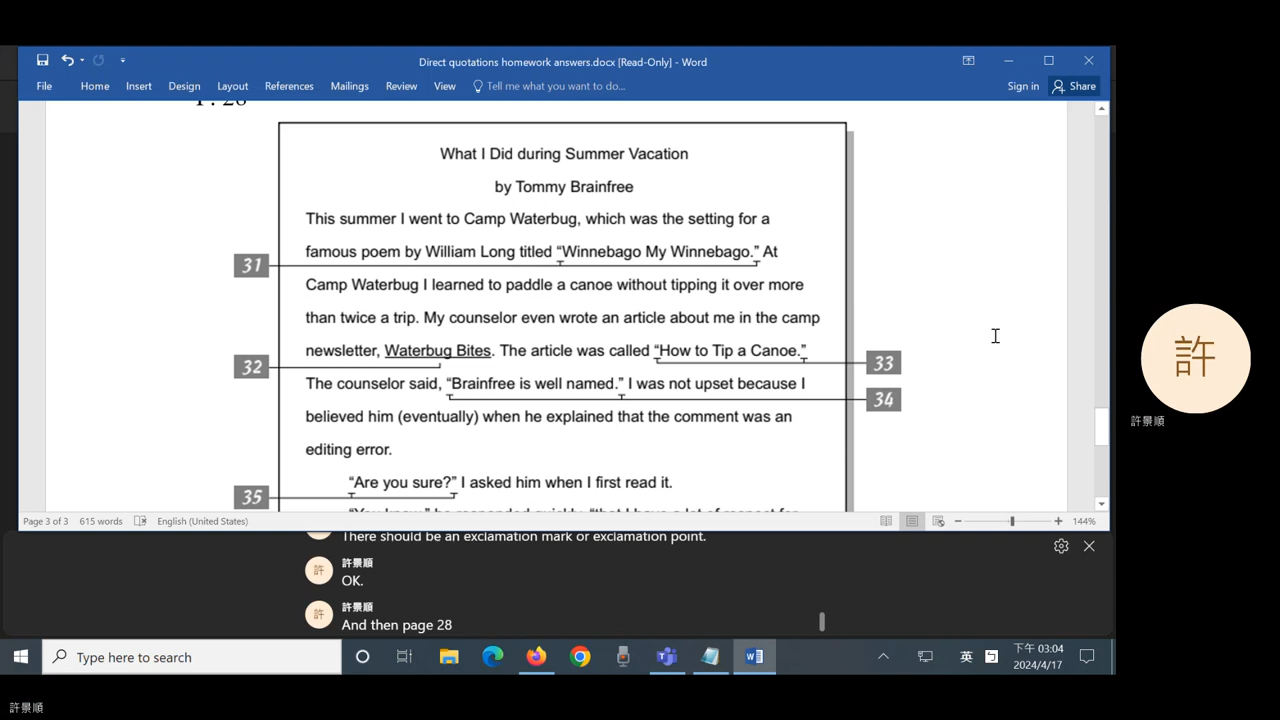 Direct quotations homework answers.docx [Read-Only] - Word
File Home Insert Design Layout References Mailings Review View Tell me what you want to do... Sign in Share
What I Did during Summer Vacation
by Tommy Brainfree
This summer I went to Camp Waterbug, which was the setting for a
famous poem by William Long titled “Winnebago My Winnebago.” At
31
Camp Waterbug I learned to paddle a canoe without tipping it over more
than twice a trip. My counselor even wrote an article about me in the camp
newsletter, Waterbug Bites. The article was called “How to Tip a Canoe.”
32
33
The counselor said, “Brainfree is well named.” I was not upset because I
34
believed him (eventually) when he explained that the comment was an
editing error.
“Are you sure?” I asked him when I first read it.
35
Page 3 of 3 615 words English (United States) 144%
There should be an exclamation mark or exclamation point.
許 許景順
OK.
許 許景順
And then page 28
許
許景順
Type here to search
英
下午 03:04
2024/4/17
許景順